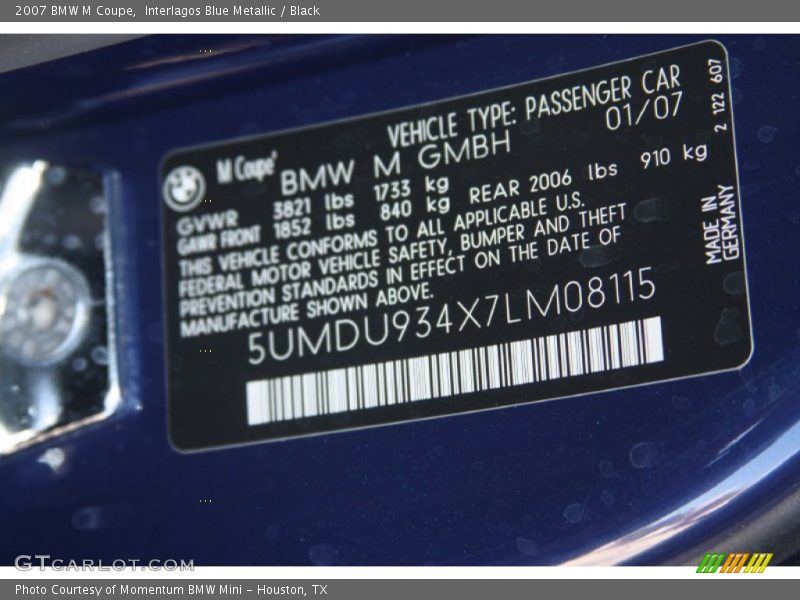 2007 BMW M Coupe, Interlagos Blue Metallic / Black
M Coupe'
VEHICLE TYPE: PASSENGER CAR
BMW M GMBH 01/07
GVWR 3821 lbs 1733 kg
GAWR FRONT 1852 lbs 840 kg REAR 2006 lbs 910 kg
THIS VEHICLE CONFORMS TO ALL APPLICABLE U.S.
FEDERAL MOTOR VEHICLE SAFETY, BUMPER AND THEFT
PREVENTION STANDARDS IN EFFECT ON THE DATE OF
MANUFACTURE SHOWN ABOVE.
5UMDU934X7LM08115
2 122 607
MADE IN
GERMANY
GTCARLOT.COM
Photo Courtesy of Momentum BMW Mini - Houston, TX